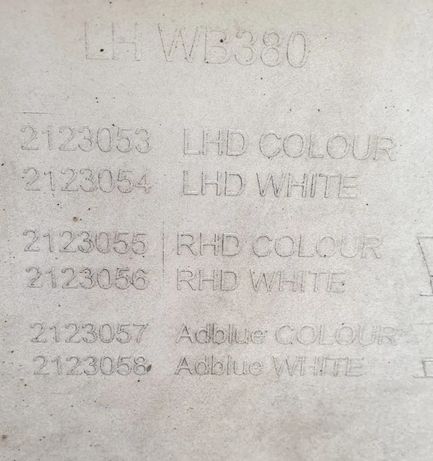 LH WB380
2123053 LHD COLOUR
2123054 LHD WHITE
2123055 RHD COLOUR
2123056 RHD WHITE
2123057 Adblue COLOUR
2123058 Adblue WHITE